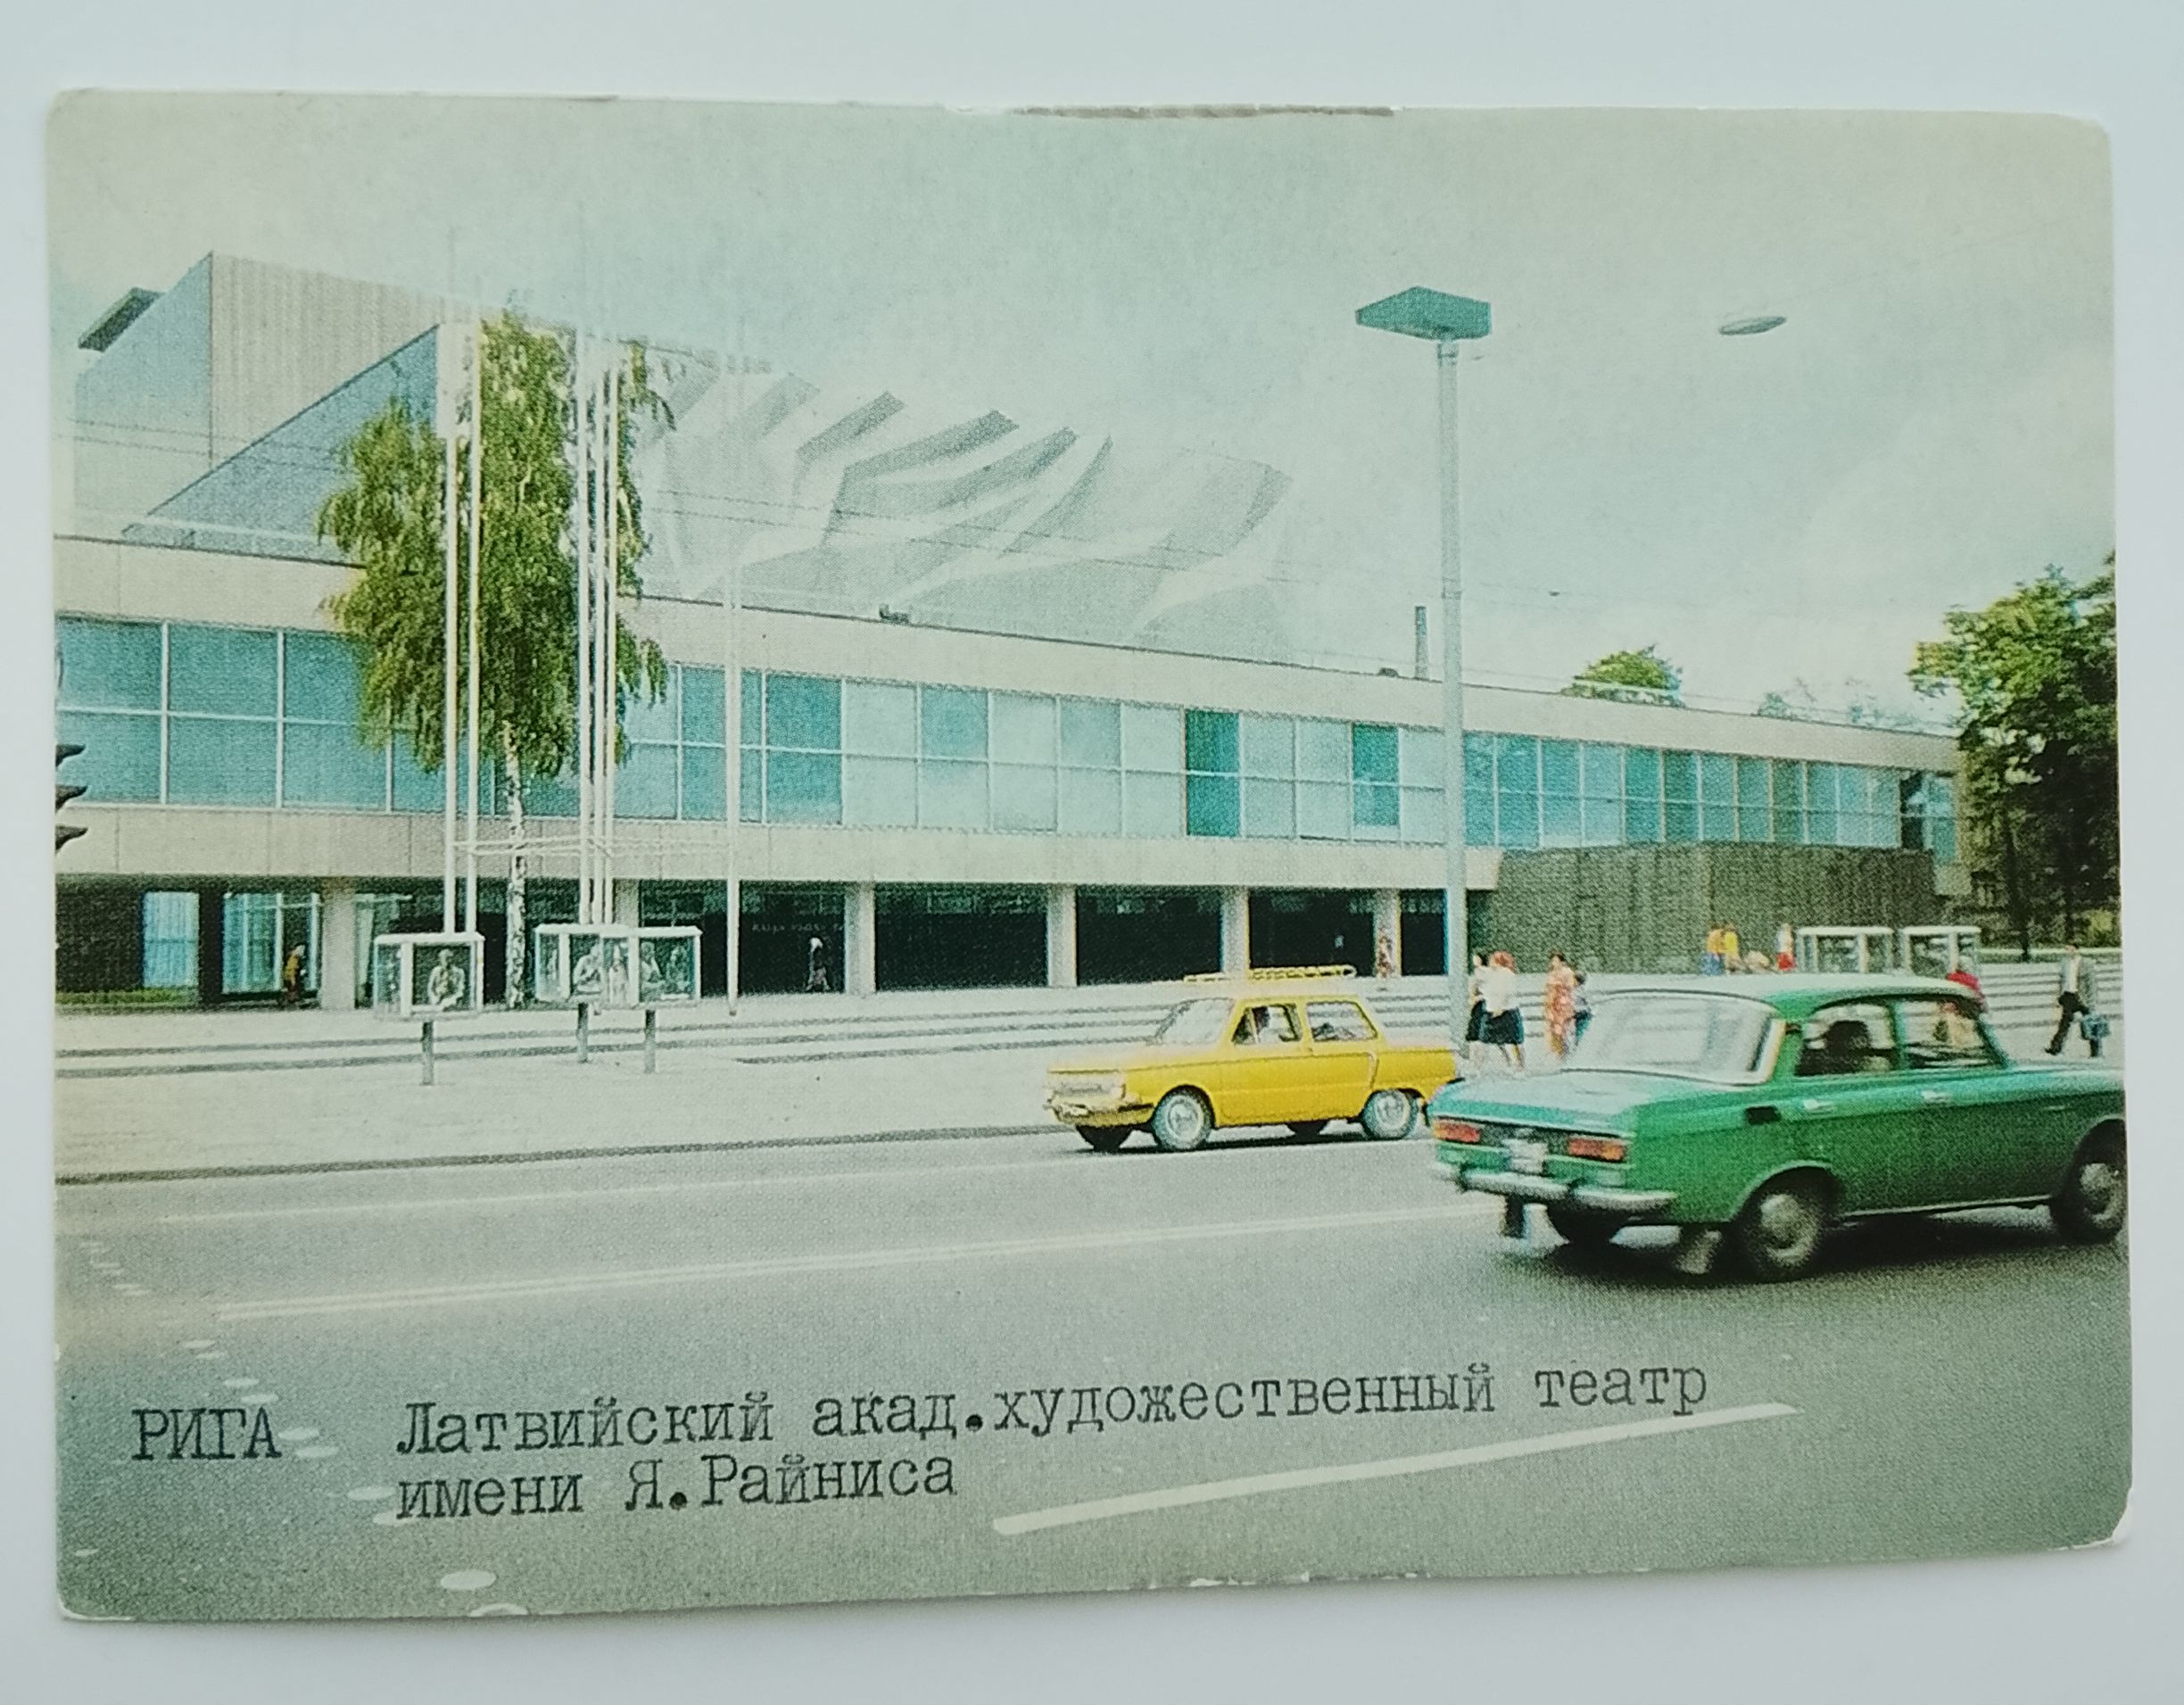 РИГА Латвийский акад.художественный театр
имени Я.Райниса